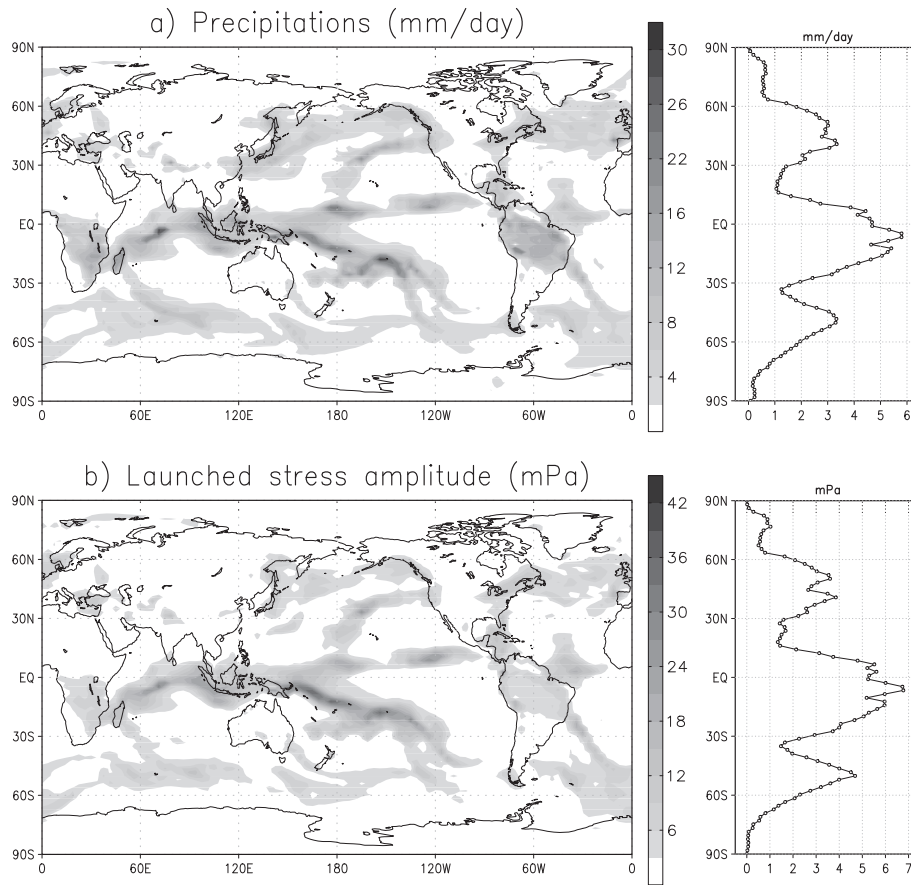 a) Precipitations (mm/day)
mm/day
90N
60N
30N
EQ
30S
60S
90S
0
60E
120E
180
120W
60W
0
30
26
22
16
12
8
4
90N
60N
30N
EQ
30S
60S
90S
0
1
2
3
4
5
6
b) Launched stress amplitude (mPa)
mPa
90N
60N
30N
EQ
30S
60S
90S
0
60E
120E
180
120W
60W
0
42
36
30
24
18
12
6
90N
60N
30N
EQ
30S
60S
90S
0
1
2
3
4
5
6
7